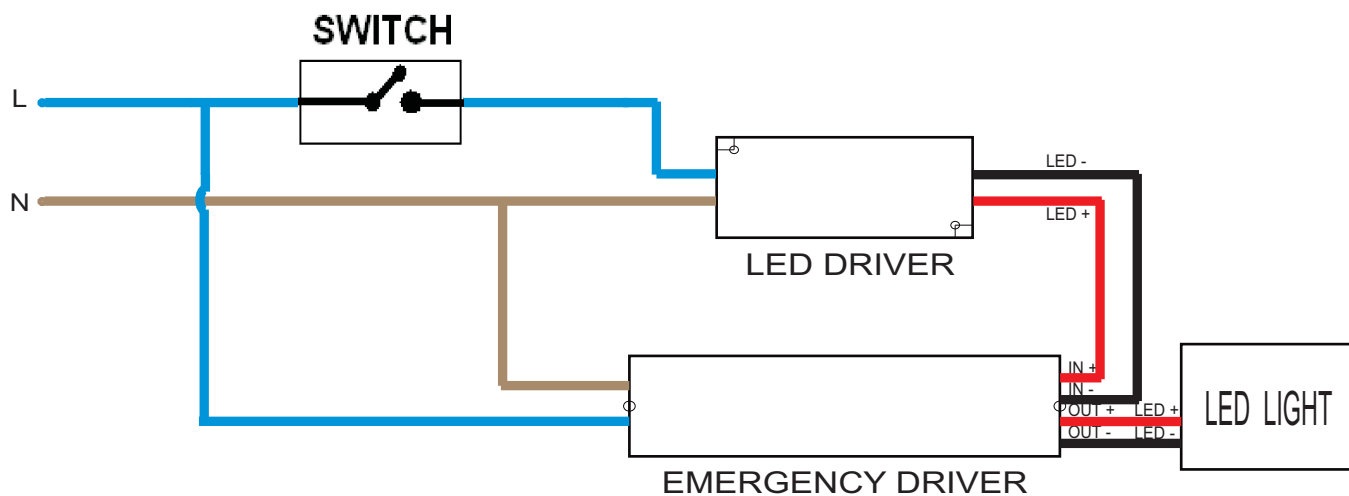 SWITCH
L
N
LED -
LED +
LED DRIVER
IN +
IN -
OUT + LED +
OUT - LED -
LED LIGHT
EMERGENCY DRIVER